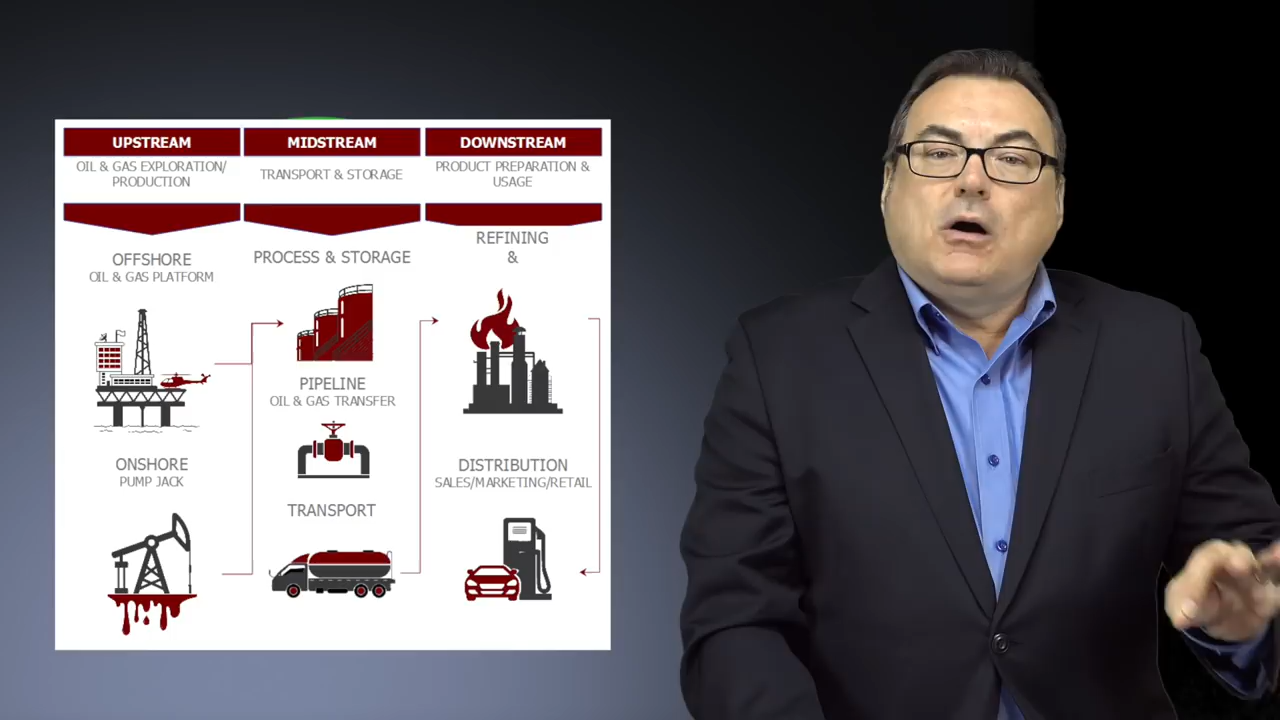 UPSTREAM
OIL & GAS EXPLORATION/
PRODUCTION
OFFSHORE
OIL & GAS PLATFORM
ONSHORE
PUMP JACK
MIDSTREAM
TRANSPORT & STORAGE
PROCESS & STORAGE
PIPELINE
OIL & GAS TRANSFER
TRANSPORT
DOWNSTREAM
PRODUCT PREPARATION &
USAGE
REFINING
&
DISTRIBUTION
SALES/MARKETING/RETAIL